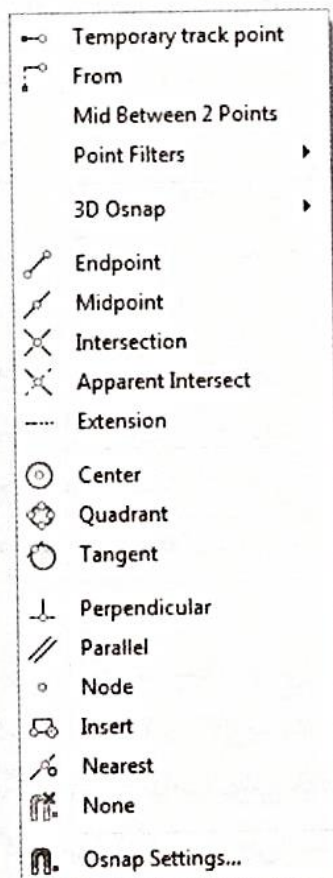 Temporary track point
From
Mid Between 2 Points
Point Filters
3D Osnap
Endpoint
Midpoint
Intersection
Apparent Intersect
Extension
Center
Quadrant
Tangent
Perpendicular
Parallel
Node
Insert
Nearest
None
Osnap Settings...